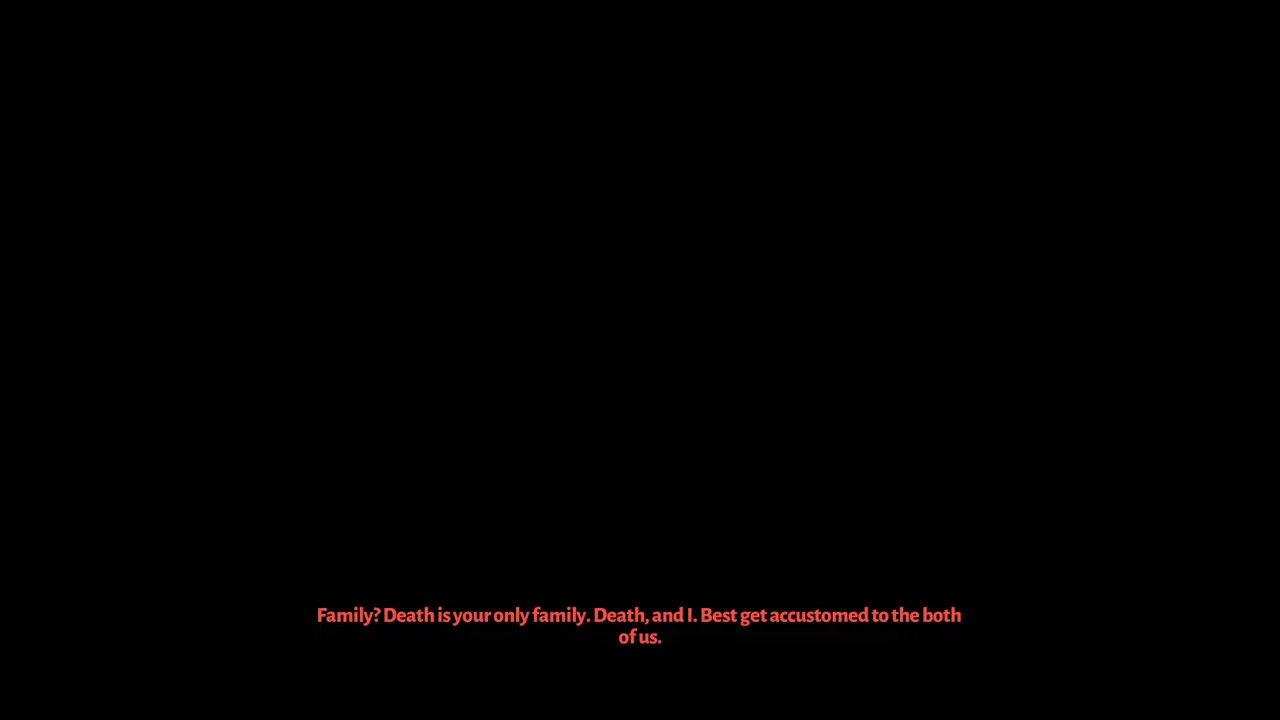 Family? Death is your only family. Death, and I. Best get accustomed to the both
of us.